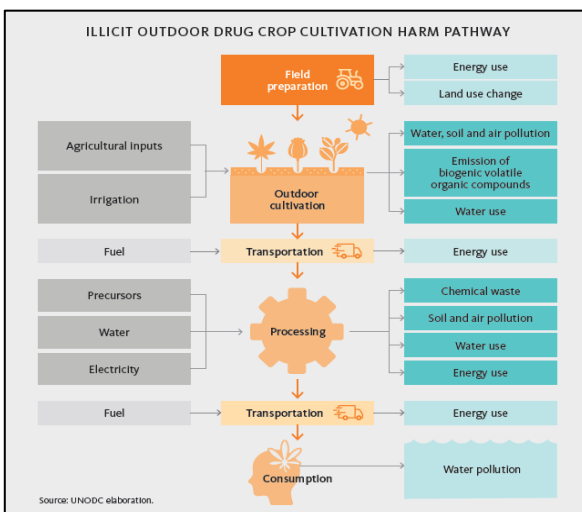 ILLICIT OUTDOOR DRUG CROP CULTIVATION HARM PATHWAY
Field
preparation
Energy use
Land use change
Agricultural inputs
Irrigation
Outdoor
cultivation
Water, soil and air pollution
Emission of
biogenic volatile
organic compounds
Water use
Fuel
Transportation
Energy use
Precursors
Water
Electricity
Processing
Chemical waste
Soil and air pollution
Water use
Energy use
Fuel
Transportation
Energy use
Consumption
Water pollution
Source: UNODC elaboration.